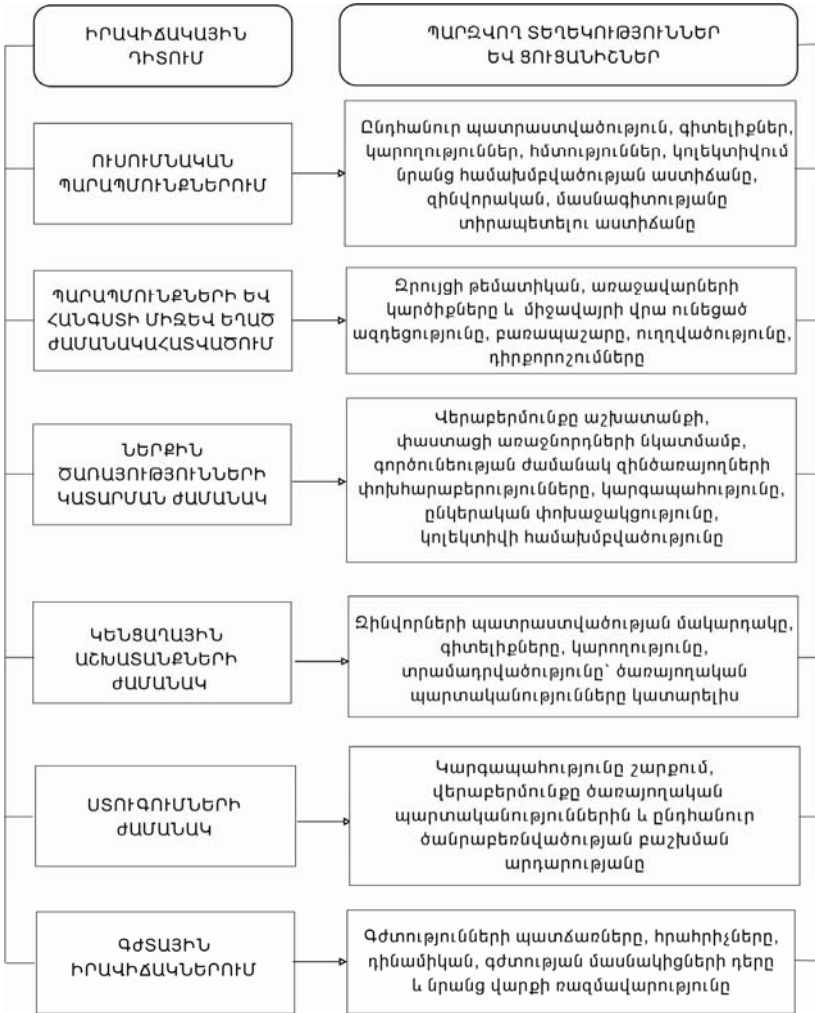 ԻՐԱՎԻՃԱԿԱՅԻՆ
ԴԻՏՈՒՄ
ՊԱՐԶՎՈՂ ՏԵՂԵԿՈՒԹՅՈՒՆՆԵՐ
ԵՎ ՑՈՒՑԱՆԻՇՆԵՐ
ՈՒՍՈՒՄՆԱԿԱՆ
ՊԱՐԱՊՄՈՒՆՔՆԵՐՈՒՄ
Ընդհանուր պատրաստվածություն, գիտելիքներ,
կարողություններ, հմտություններ, կոլեկտիվում
նրանց համախմբվածության աստիճանը,
զինվորական, մասնագիտությանը
տիրապետելու աստիճանը
ՊԱՐԱՊՄՈՒՆՔՆԵՐԻ ԵՎ
ՀԱՆԳՍՏԻ ՄԻՋԵՎ ԵՂԱԾ
ԺԱՄԱՆԱԿԱՀԱՏՎԱԾՈՒՄ
Զրույցի թեմատիկան, առաջավարների
կարծիքները և միջավայրի վրա ունեցած
ազդեցությունը, բառապաշարը, ուղղվածությունը,
դիրքորոշումները
ՆԵՐՔԻՆ
ԾԱՌԱՅՈՒԹՅՈՒՆՆԵՐԻ
ԿԱՏԱՐՄԱՆ ԺԱՄԱՆԱԿ
Վերաբերմունքը աշխատանքի,
փաստացի առաջնորդների նկատմամբ,
գործունեության ժամանակ զինծառայողների
փոխհարաբերությունները, կարգապահությունը,
ընկերական փոխաջակցությունը,
կոլեկտիվի համախմբվածությունը
ԿԵՆՑԱՂԱՅԻՆ
ԱՇԽԱՏԱՆՔՆԵՐԻ
ԺԱՄԱՆԱԿ
Զինվորների պատրաստվածության մակարդակը,
գիտելիքները, կարողությունը,
տրամադրվածությունը՝ ծառայողական
պարտականությունները կատարելիս
ՍՏՈՒԳՈՒՄՆԵՐԻ
ԺԱՄԱՆԱԿ
Կարգապահությունը շարքում,
վերաբերմունքը ծառայողական
պարտականություններին և ընդհանուր
ծանրաբեռնվածության բաշխման
արդարությանը
ԳԺՏԱՅԻՆ
ԻՐԱՎԻՃԱԿՆԵՐՈՒՄ
Գժտությունների պատճառները, հրահրիչները,
դինամիկան, գժտության մասնակիցների դերը
և նրանց վարքի ռազմավարությունը